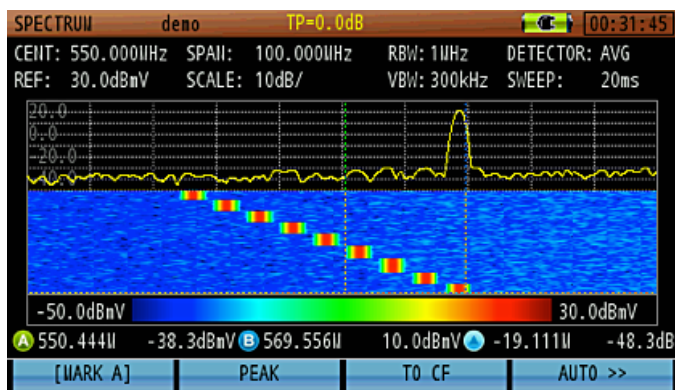 SPECTRUM demo TP=0.0dB 00:31:45
CENT: 550.000MHz SPAN: 100.000MHz RBW: 1MHz DETECTOR: AVG
REF: 30.0dBmV SCALE: 10dB/ VBW: 300kHz SWEEP: 20ms
20.0
0.0
-20.0
-40.0
-50.0dBmV 30.0dBmV
A 550.444M -38.3dBmV B 569.556M 10.0dBmV -19.111M -48.3dB
[MARK A] PEAK TO CF AUTO >>